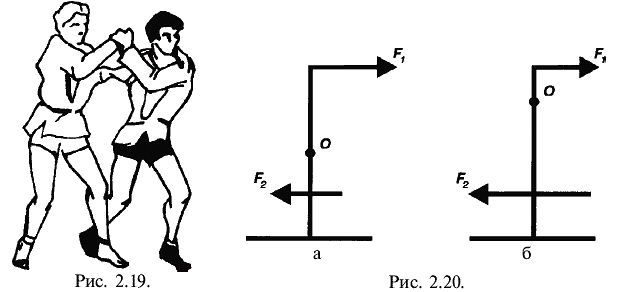 F₁
O
F₂
а
F₁
O
F₂
б
Рис. 2.19.
Рис. 2.20.